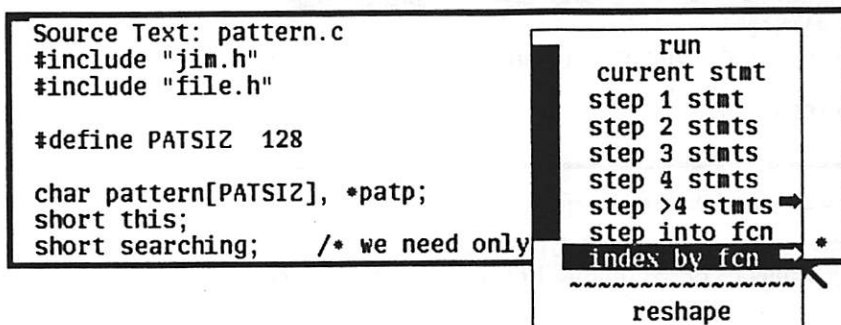 Source Text: pattern.c
#include "jim.h"
#include "file.h"
#define PATSIZ 128
char pattern[PATSIZ], *patp;
short this;
short searching; /* we need only
*
run
current stmt
step 1 stmt
step 2 stmts
step 3 stmts
step 4 stmts
step >4 stmts
step into fcn
index by fcn
~~~~~~~~~~~~~~~~
reshape